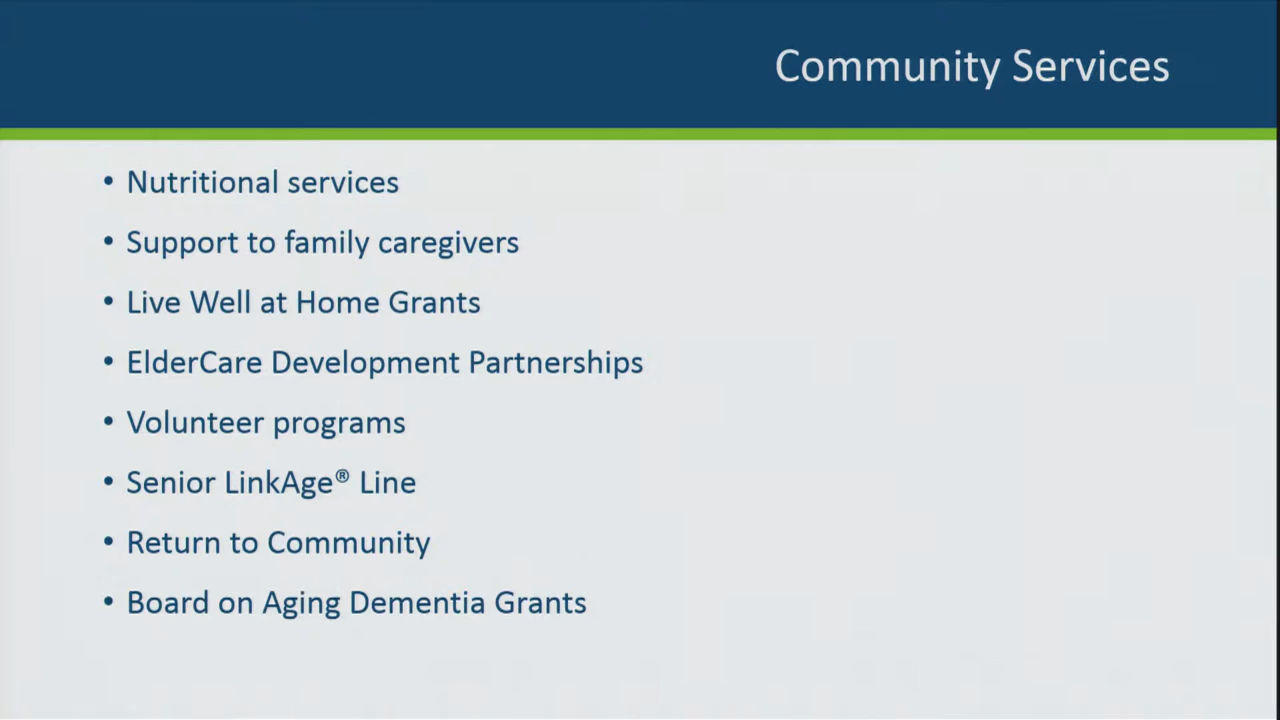 Community Services
• Nutritional services
• Support to family caregivers
• Live Well at Home Grants
• ElderCare Development Partnerships
• Volunteer programs
• Senior LinkAge® Line
• Return to Community
• Board on Aging Dementia Grants